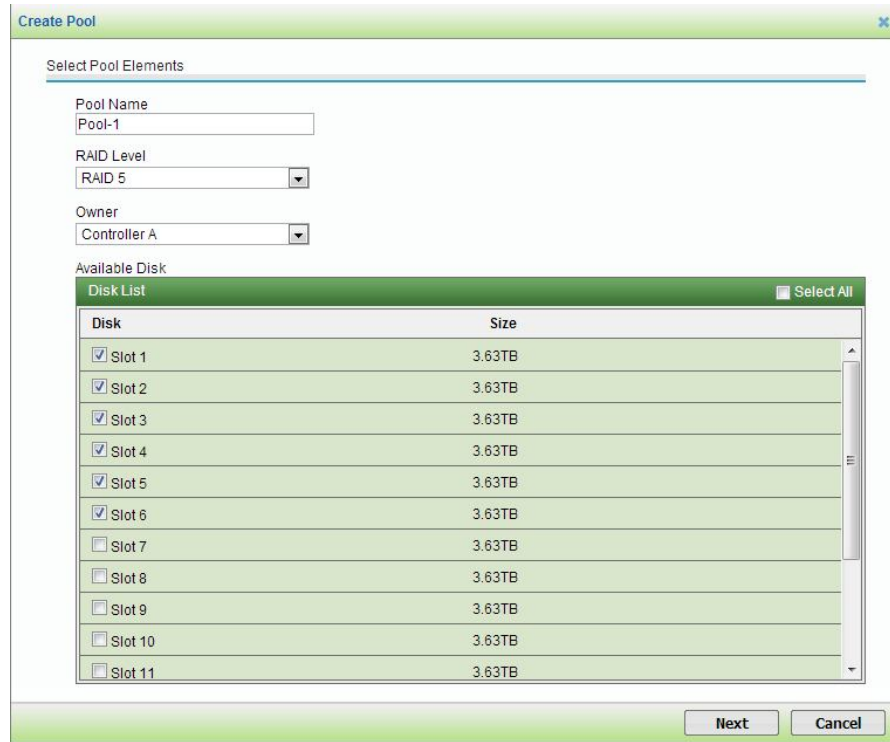 Create Pool
Select Pool Elements
Pool Name
Pool-1
RAID Level
RAID 5
Owner
Controller A
Available Disk
Disk List Select All
Disk Size
Slot 1 3.63TB
Slot 2 3.63TB
Slot 3 3.63TB
Slot 4 3.63TB
Slot 5 3.63TB
Slot 6 3.63TB
Slot 7 3.63TB
Slot 8 3.63TB
Slot 9 3.63TB
Slot 10 3.63TB
Slot 11 3.63TB
Next Cancel